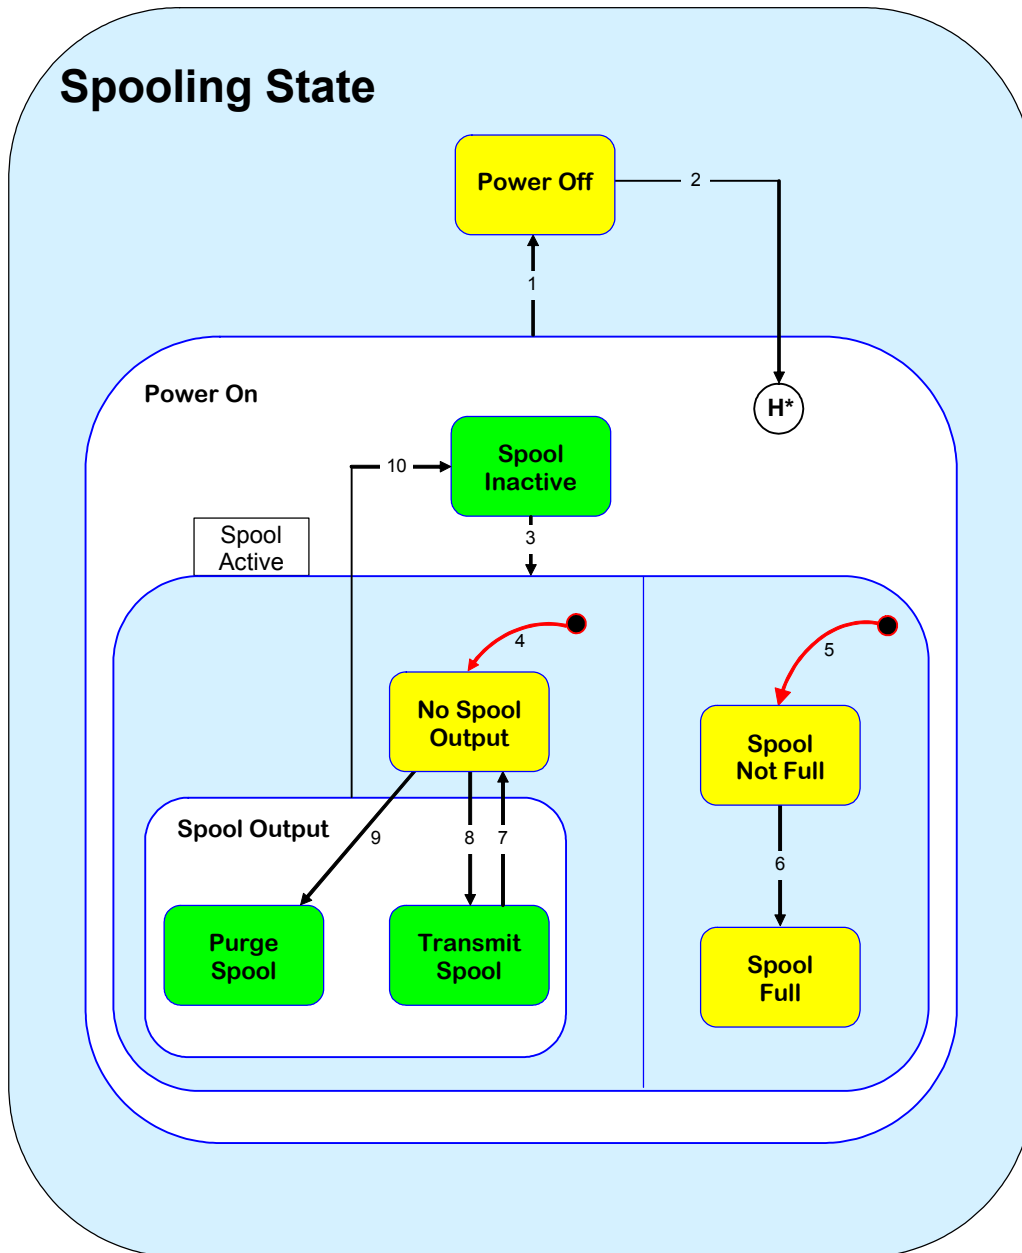 Spooling State
Power Off
2
1
Power On
H*
Spool
Inactive
10
3
Spool
Active
4
5
No Spool
Output
Spool
Not Full
Spool Output
9
8
7
6
Purge
Spool
Transmit
Spool
Spool
Full